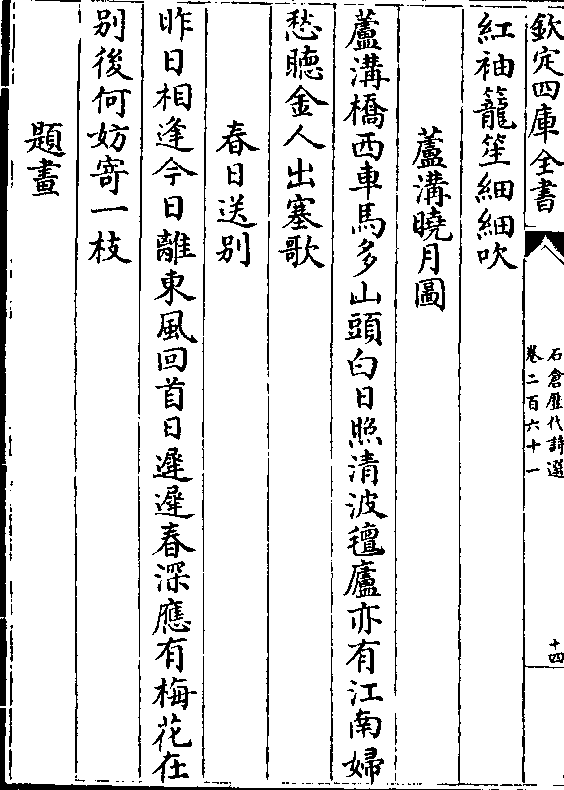 欽定四庫全書
石倉歷代詩選
卷二百六十一
十四
紅袖籠笙細細吹
蘆溝曉月圖
蘆溝橋西車馬多山頭白日照清波氊廬亦有江南婦
愁聽金人出塞歌
春日送别
昨日相逢今日離東風回首日遲遲春深應有梅花在
别後何妨寄一枝
題畫